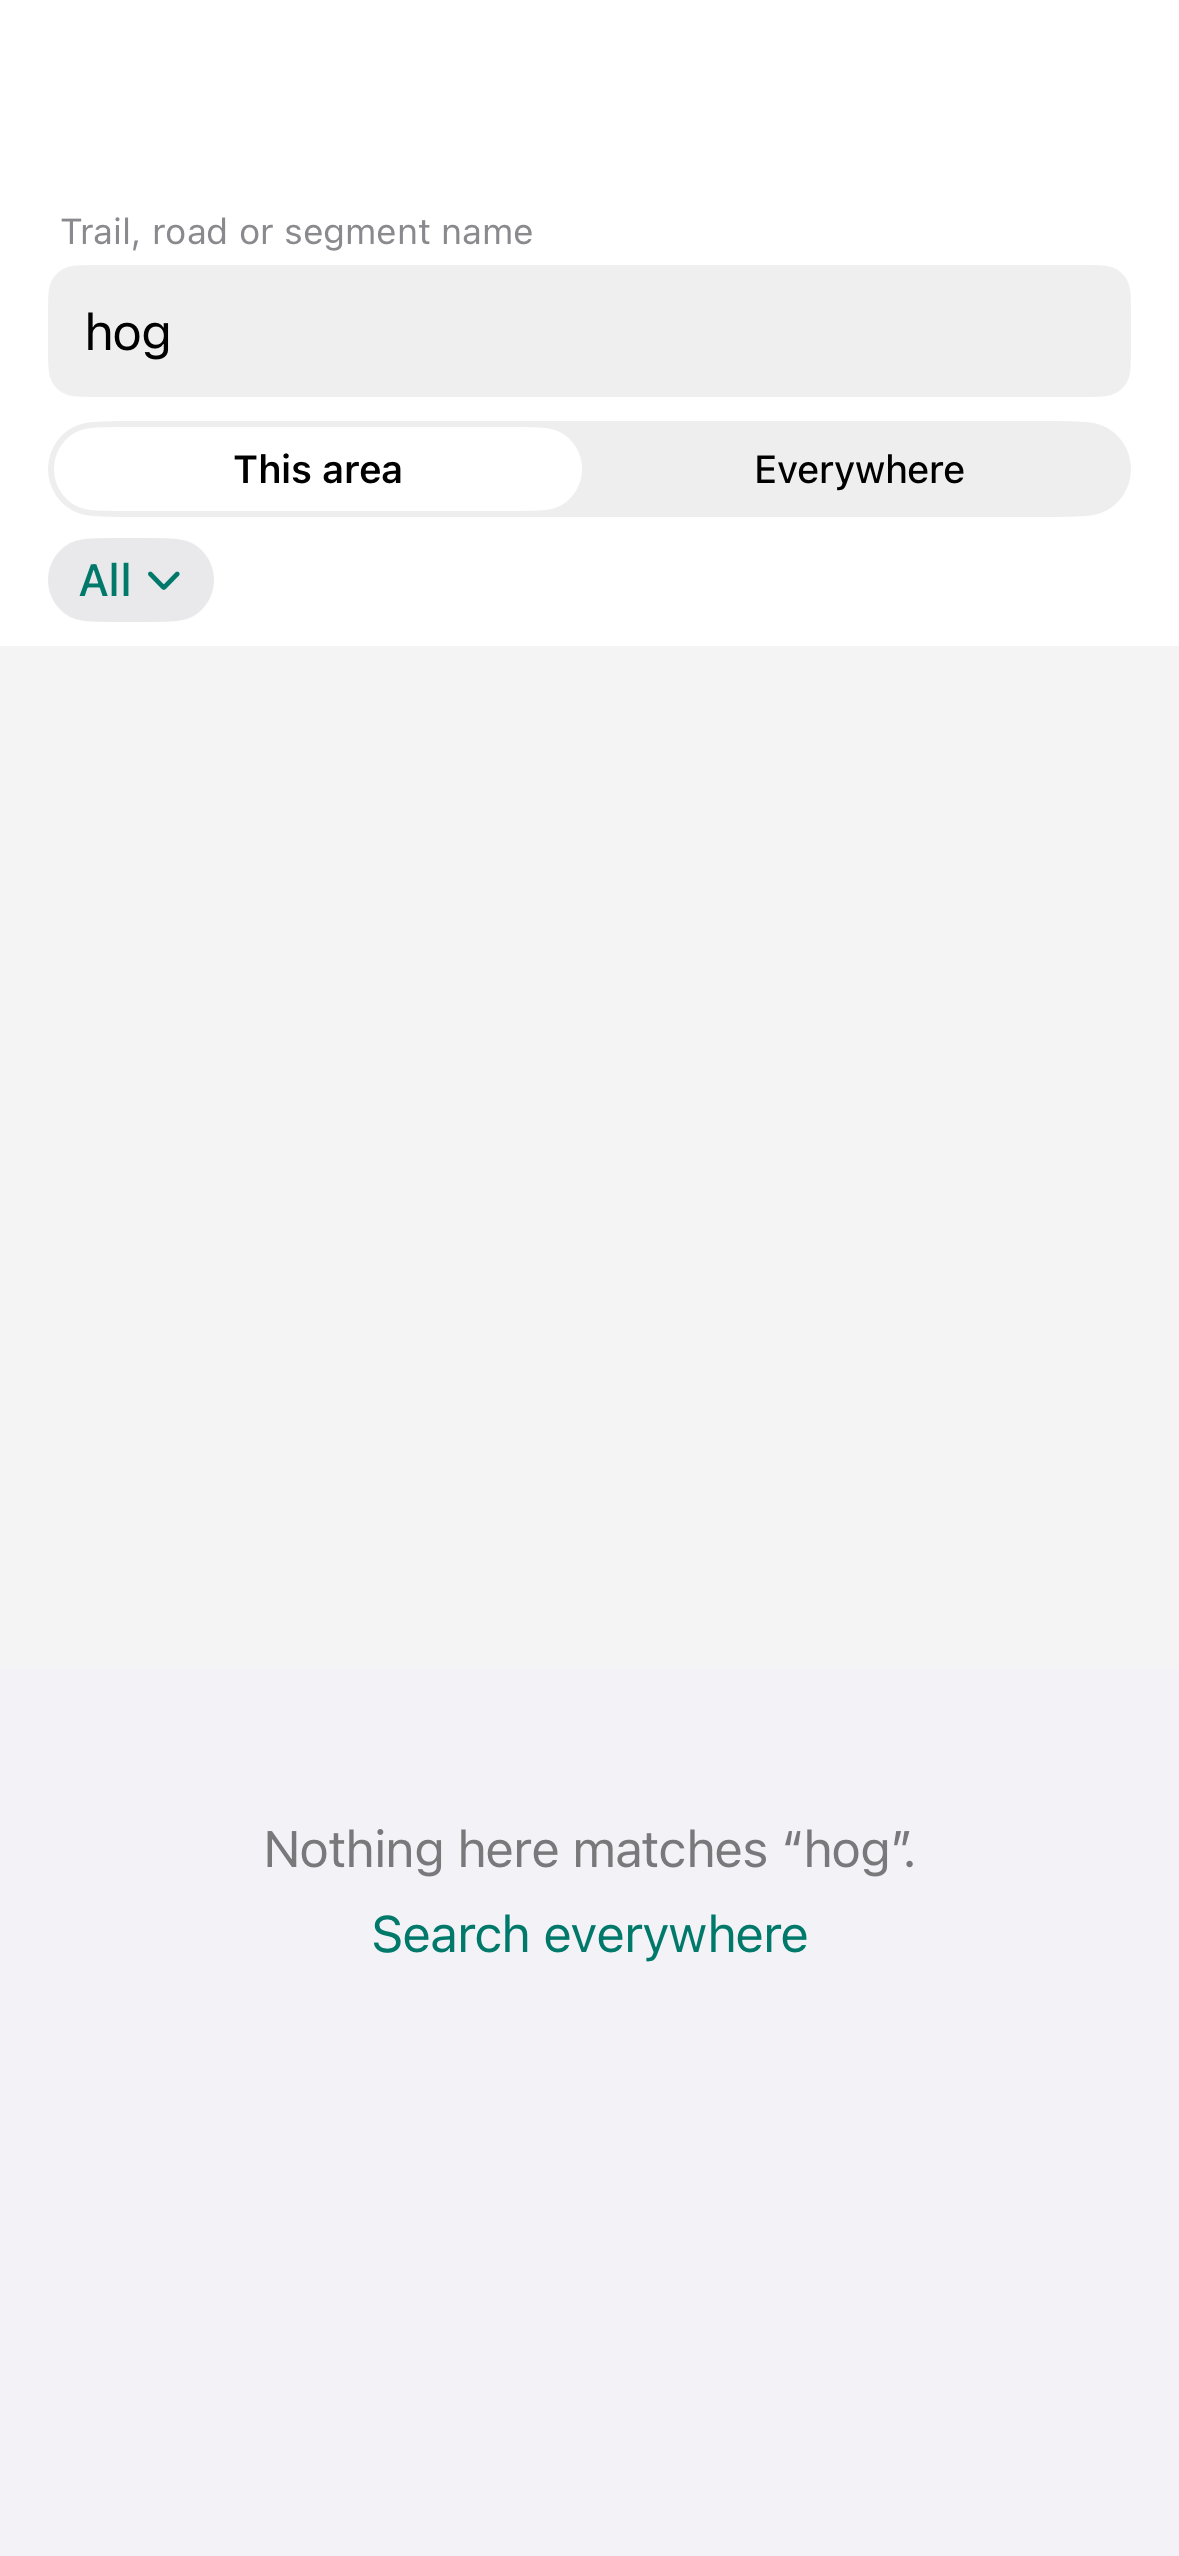 Trail, road or segment name
hog
This area
Everywhere
All
Nothing here matches “hog”.
Search everywhere